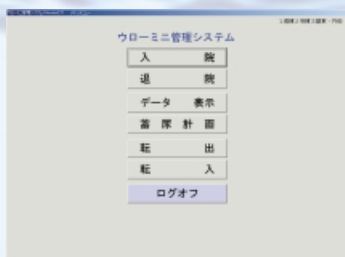 ウローミニ管理システム
入 院
退 院
データ 表示
蓄 尿 計 画
転 出
転 入
ログオフ